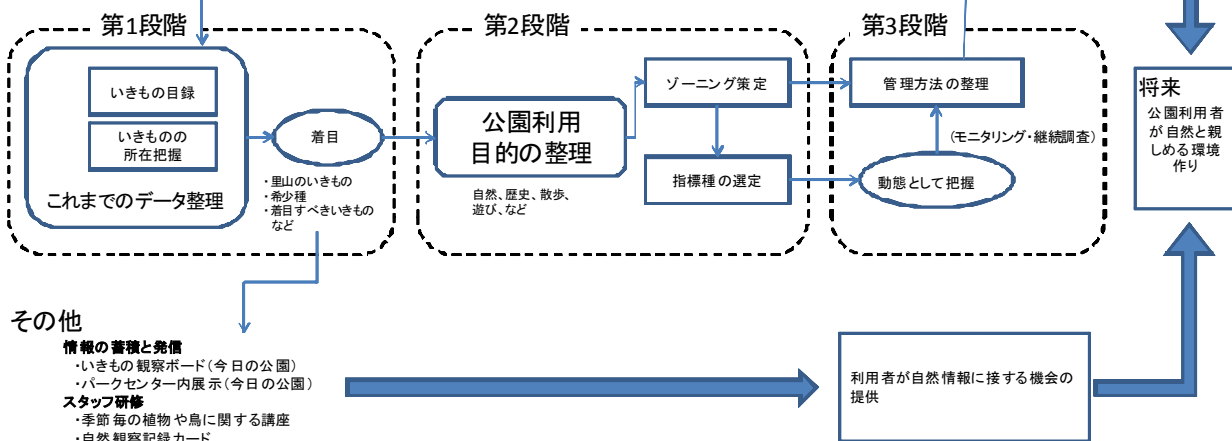 第1段階
いきもの目録
いきものの
所在把握
これまでのデータ整理
着目
・里山のいきもの
・希少種
・着目すべきいきもの
など
第2段階
公園利用
目的の整理
自然、歴史、散歩、
遊び、など
ゾーニング策定
指標種の選定
第3段階
管理方法の整理
(モニタリング・継続調査)
動態として把握
将来
公園利用者
が自然と親
しめる環境
作り
その他
情報の蓄積と発信
・いきもの観察ボード(今日の公園)
・パークセンター内展示(今日の公園)
スタッフ研修
・季節毎の植物や鳥に関する講座
・自然観察記録カード
利用者が自然情報に接する機会の
提供